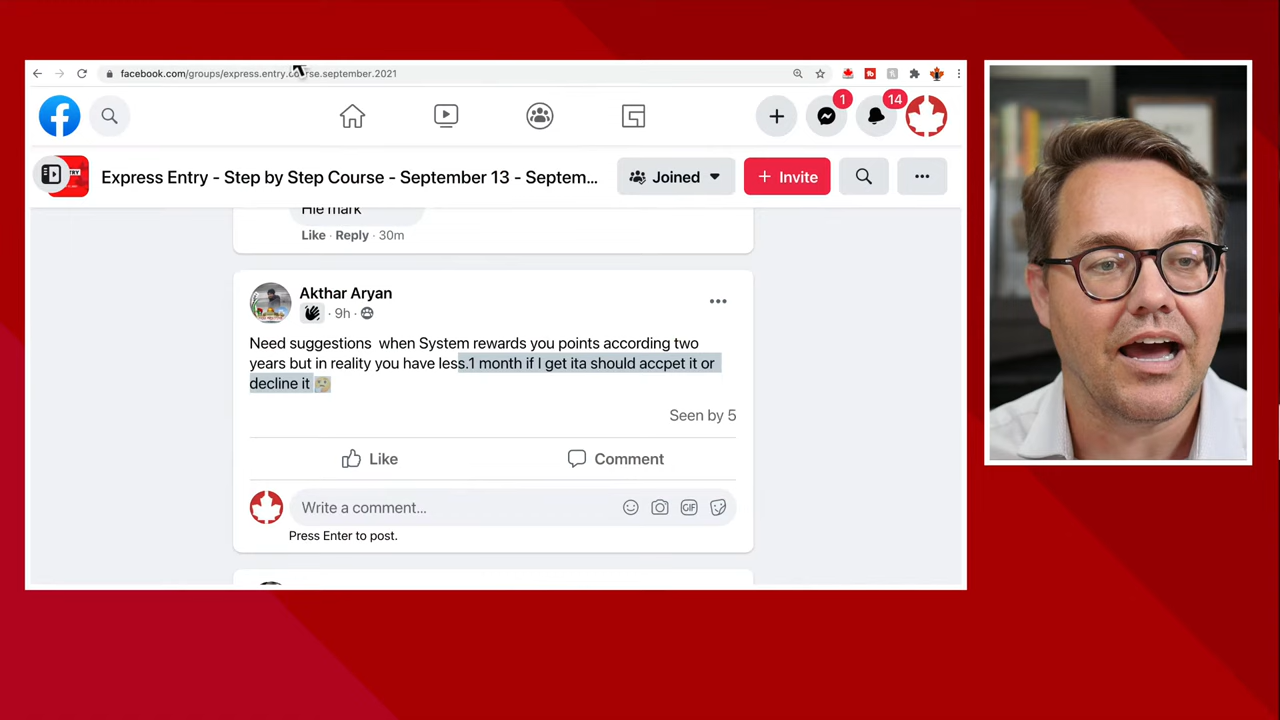 facebook.com/groups/express.entry.course.september.2021
1
14
Express Entry - Step by Step Course - September 13 - Septem...
Joined
+ Invite
Hie mark
Like · Reply · 30m
Akthar Aryan
· 9h ·
Need suggestions  when System rewards you points according two
years but in reality you have less.1 month if I get ita should accpet it or
decline it
Seen by 5
Like
Comment
Write a comment...
GIF
Press Enter to post.